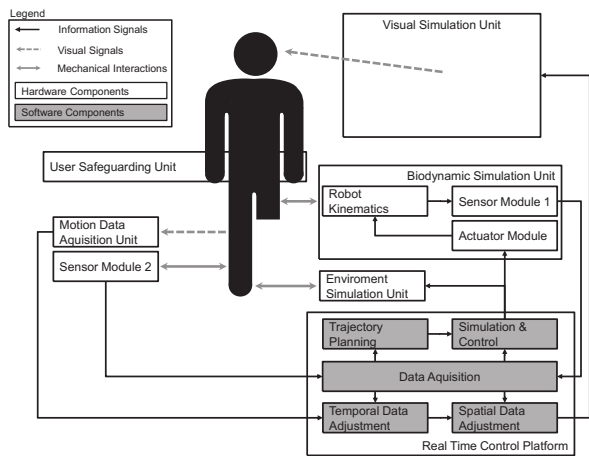 Legend
Information Signals
Visual Signals
Mechanical Interactions
Hardware Components
Software Components
Visual Simulation Unit
User Safeguarding Unit
Biodynamic Simulation Unit
Robot
Kinematics
Sensor Module 1
Actuator Module
Motion Data
Aquisition Unit
Sensor Module 2
Enviroment
Simulation Unit
Trajectory
Planning
Simulation &
Control
Data Aquisition
Temporal Data
Adjustment
Spatial Data
Adjustment
Real Time Control Platform